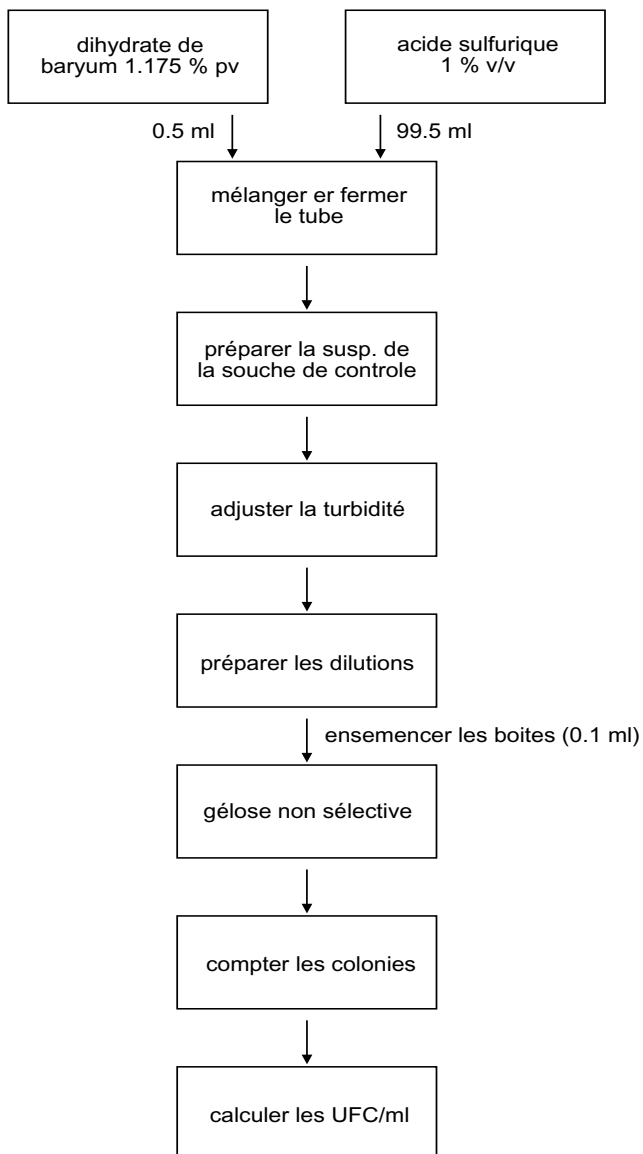 dihydrate de
baryum 1.175 % pv
acide sulfurique
1 % v/v
0.5 ml
99.5 ml
mélanger er fermer
le tube
préparer la susp. de
la souche de controle
adjuster la turbidité
préparer les dilutions
ensemencer les boites (0.1 ml)
gélose non sélective
compter les colonies
calculer les UFC/ml